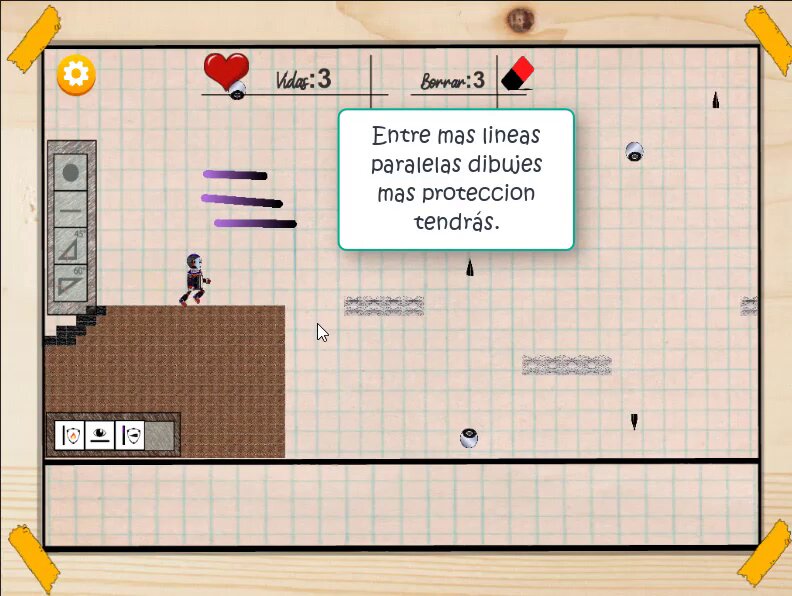 Vidas:3
Borrar:3
Entre mas lineas
paralelas dibujes
mas proteccion
tendrás.
45°
60°